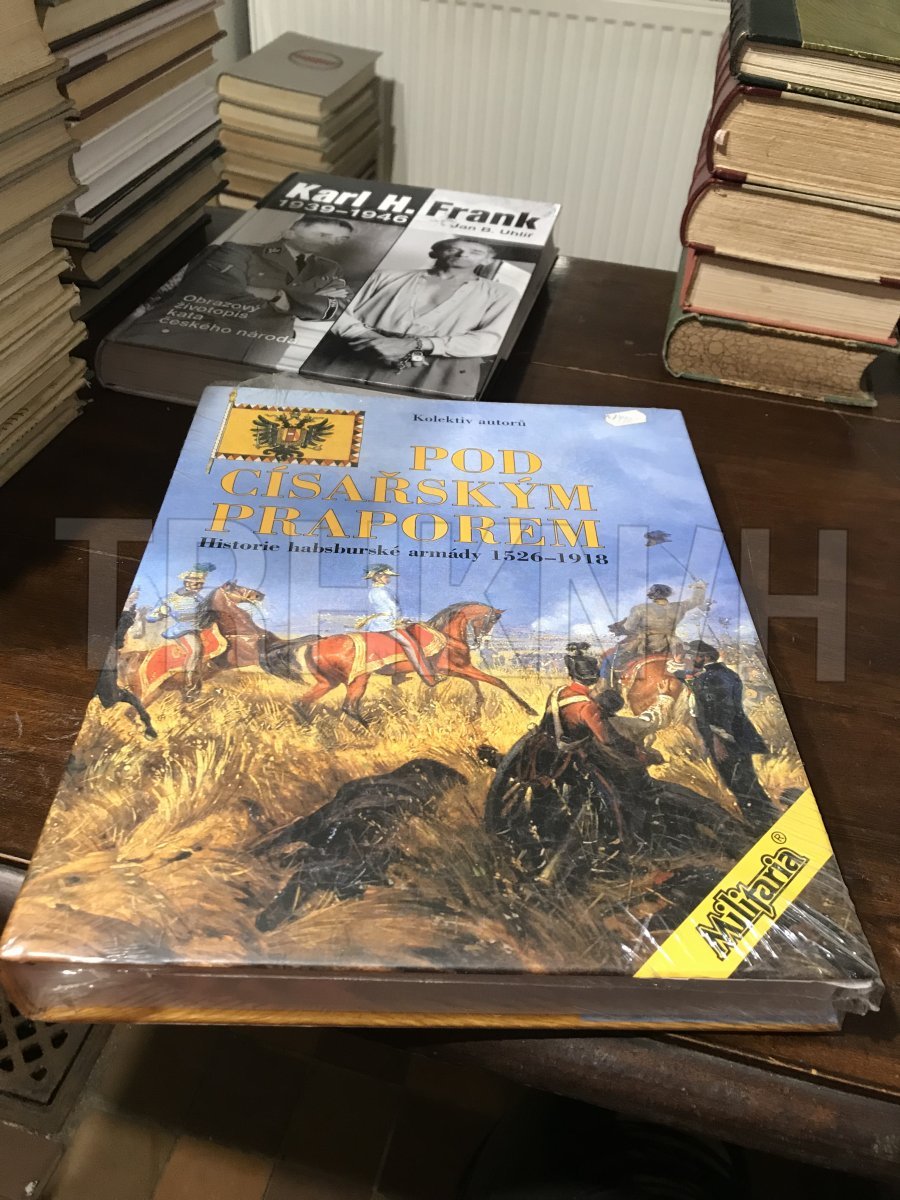 Karl H. Frank
1939–1946
Jan B. Uhlíř
Obrazový
životopis
kata
českého národa
Kolektiv autorů
POD
CÍSAŘSKÝM
PRAPOREM
Historie habsburské armády 1526–1918
Militaria ®